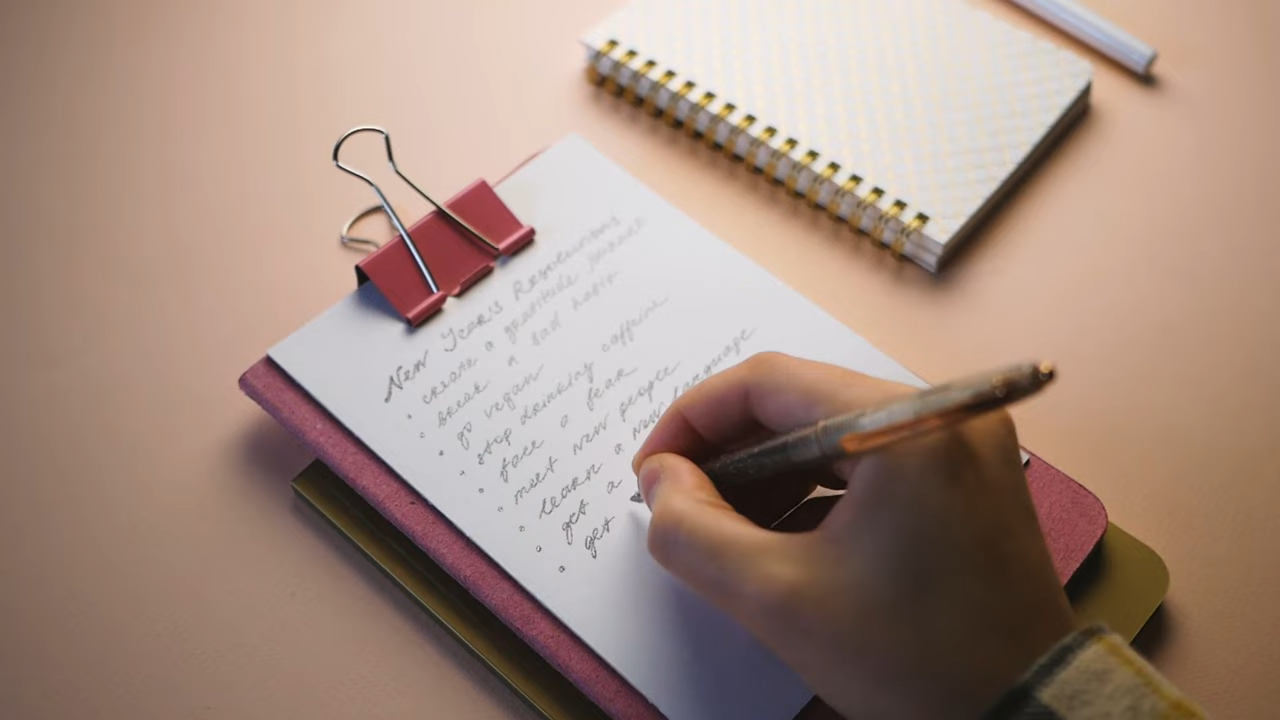 New Year's Resolutions
• create a gratitude journal
• break a bad habit
• go vegan
• stop drinking caffeine
• face a fear
• meet new people
• learn a new language
• get a
• get